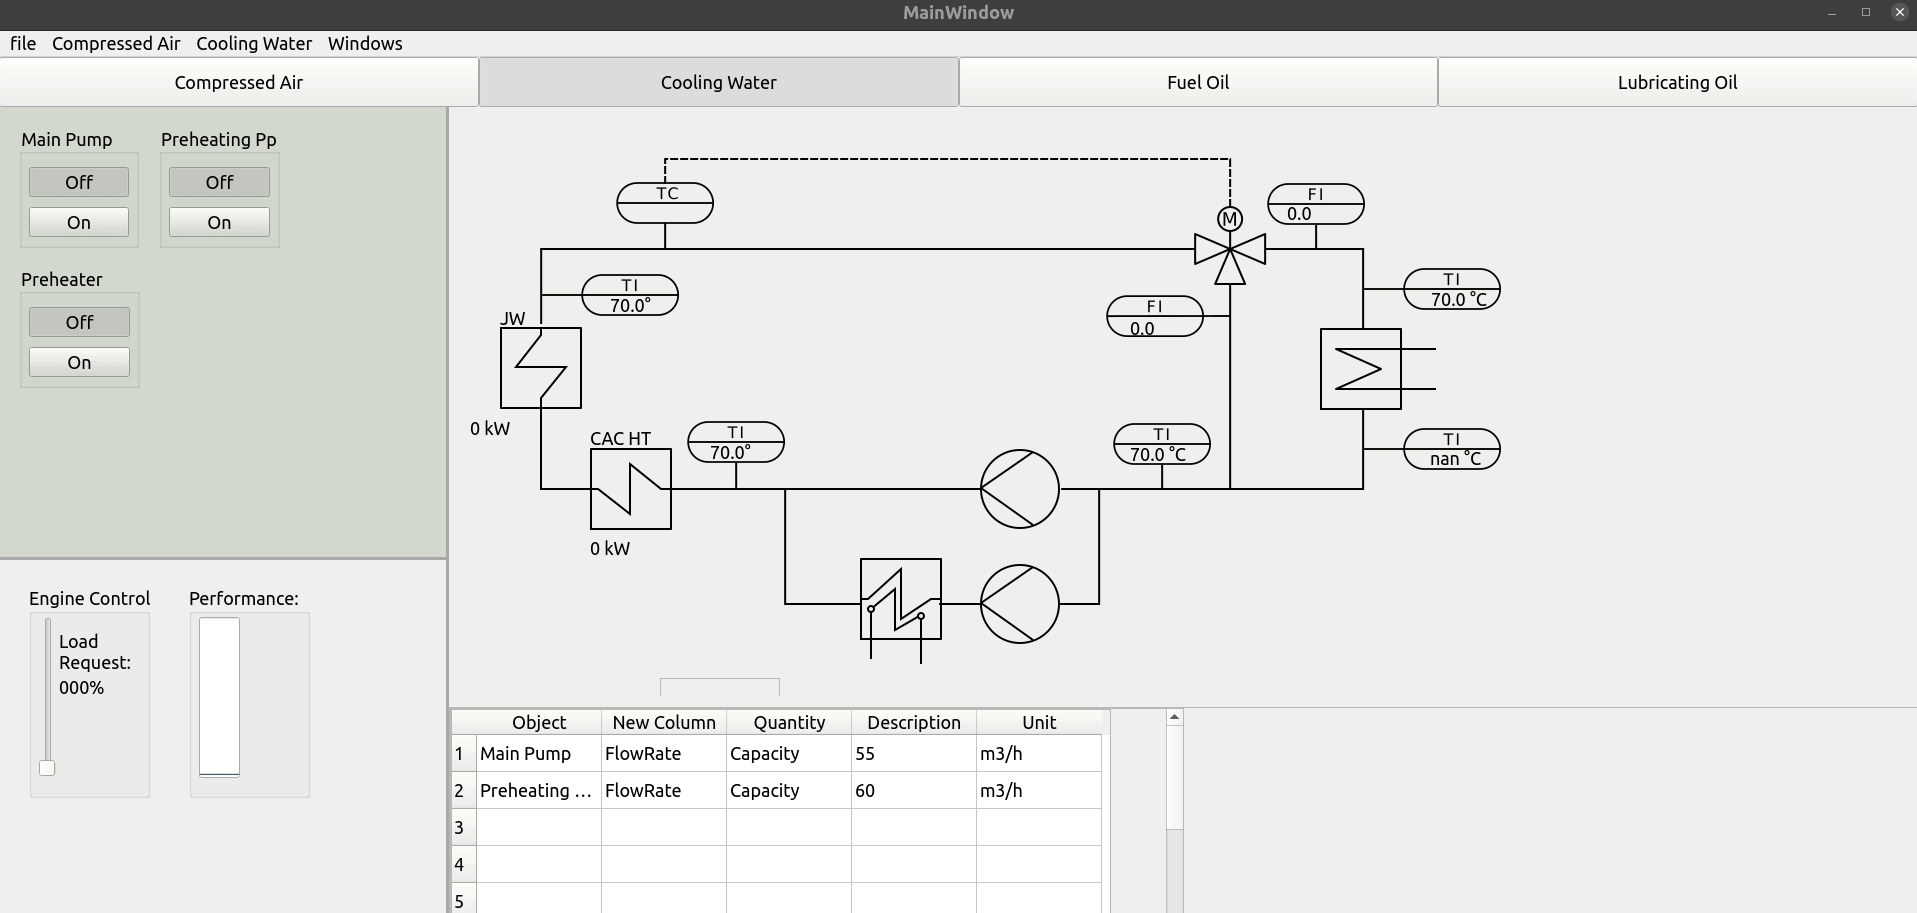 MainWindow
file Compressed Air Cooling Water Windows
Compressed Air Cooling Water Fuel Oil Lubricating Oil
Main Pump Preheating Pp
Off Off
On On
Preheater
Off
On
TC
M
FI
0.0
TI
70.0°
TI
70.0 °C
FI
0.0
JW
0 kW
CAC HT
TI
70.0°
TI
70.0 °C
TI
nan °C
0 kW
Engine Control Performance:
Load
Request:
000%
Object New Column Quantity Description Unit
1 Main Pump FlowRate Capacity 55 m3/h
2 Preheating ... FlowRate Capacity 60 m3/h
3
4
5